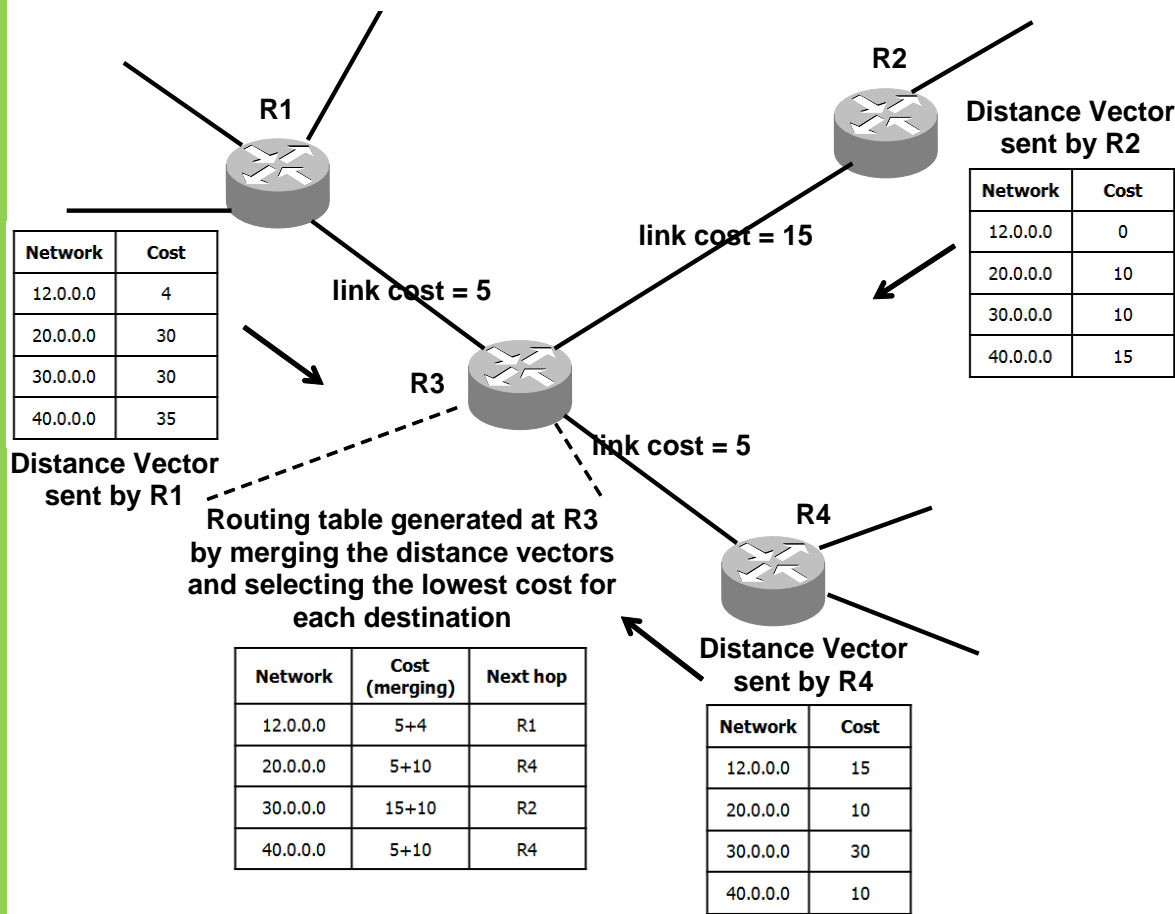 R2
R1
Distance Vector
sent by R2
Network Cost
12.0.0.0 0
20.0.0.0 10
30.0.0.0 10
40.0.0.0 15
link cost = 15
Network Cost
12.0.0.0 4
20.0.0.0 30
30.0.0.0 30
40.0.0.0 35
link cost = 5
R3
Distance Vector
sent by R1
link cost = 5
R4
Routing table generated at R3
by merging the distance vectors
and selecting the lowest cost for
each destination
Network Cost (merging) Next hop
12.0.0.0 5+4 R1
20.0.0.0 5+10 R4
30.0.0.0 15+10 R2
40.0.0.0 5+10 R4
Distance Vector
sent by R4
Network Cost
12.0.0.0 15
20.0.0.0 10
30.0.0.0 30
40.0.0.0 10